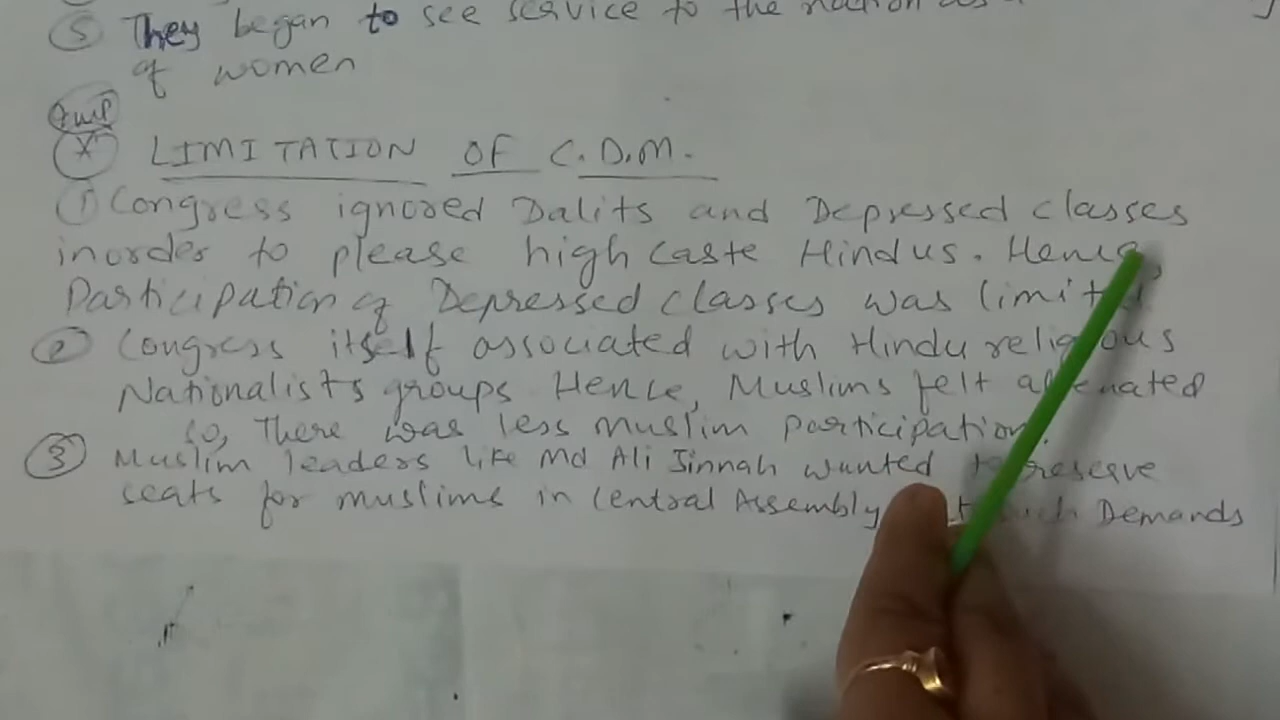 5 They began to see service to the nation as a
of women
Imp
* LIMITATION OF C.D.M.
1 Congress ignored Dalits and Depressed classes
inorder to please high caste Hindus. Hence,
Participation of Depressed classes was
2 Congress itself associated with Hindu religious
Nationalists groups Hence, Muslims felt
so, There was less muslim participation.
3 Muslim leaders like Md Ali Jinnah wanted to reserve
seats for muslims in Central Assembly Demands